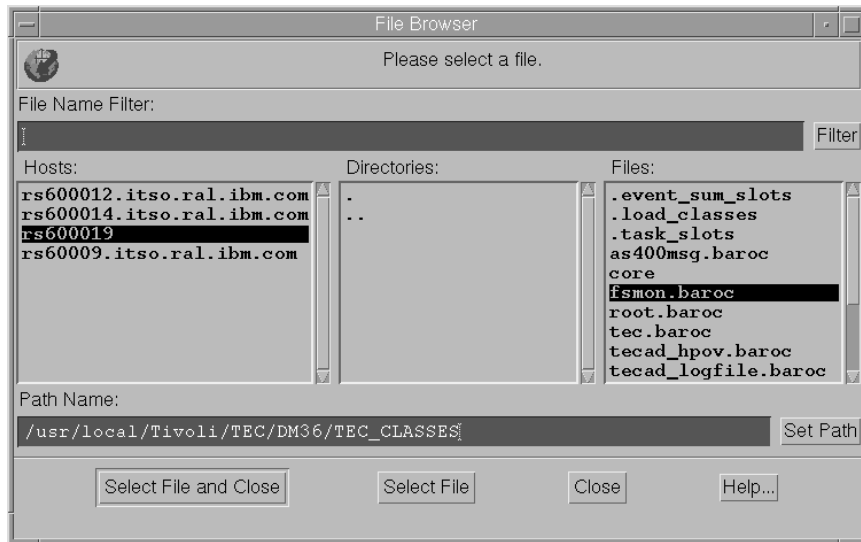 File Browser
Please select a file.
File Name Filter:
Filter
Hosts:
rs600012.itso.ral.ibm.com
rs600014.itso.ral.ibm.com
rs600019
rs60009.itso.ral.ibm.com
Directories:
.
..
Files:
.event_sum_slots
.load_classes
.task_slots
as400msg.baroc
core
fsmon.baroc
root.baroc
tec.baroc
tecad_hpov.baroc
tecad_logfile.baroc
Path Name:
/usr/local/Tivoli/TEC/DM36/TEC_CLASSES
Set Path
Select File and Close
Select File
Close
Help...